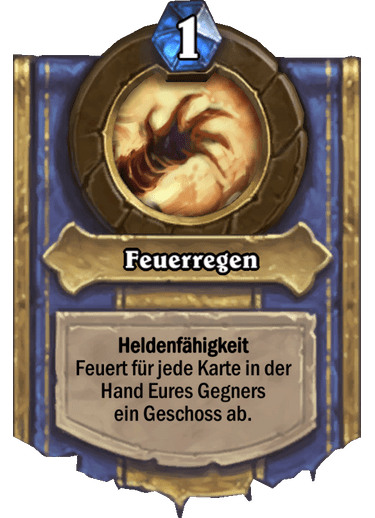 1
Feuerregen
Heldenfähigkeit
Feuert für jede Karte in der
Hand Eures Gegners
ein Geschoss ab.